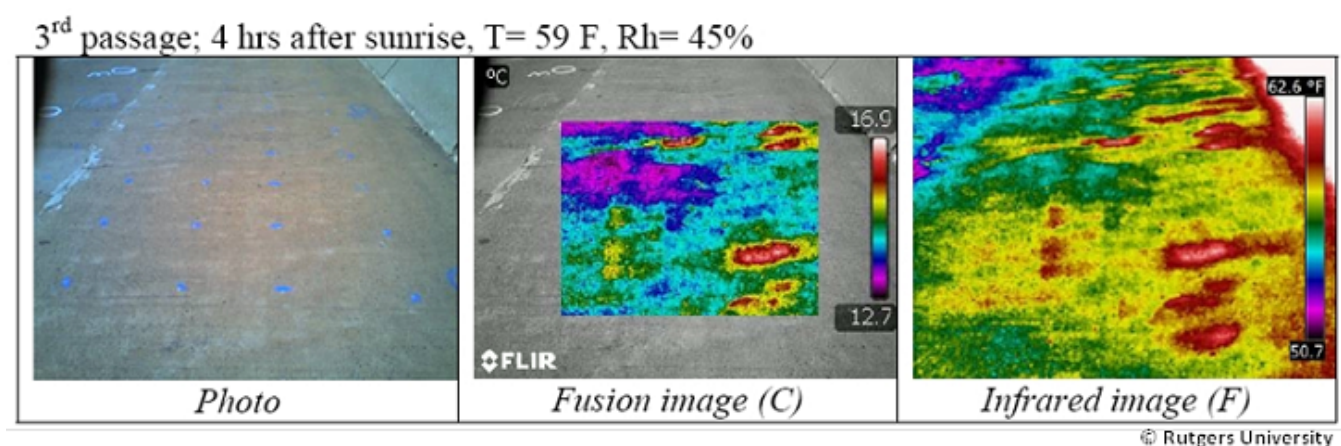 3rd passage; 4 hrs after sunrise, T= 59 F, Rh= 45%
°C
16.9
12.7
FLIR
62.6 °F
50.7
Photo
Fusion image (C)
Infrared image (F)
© Rutgers University